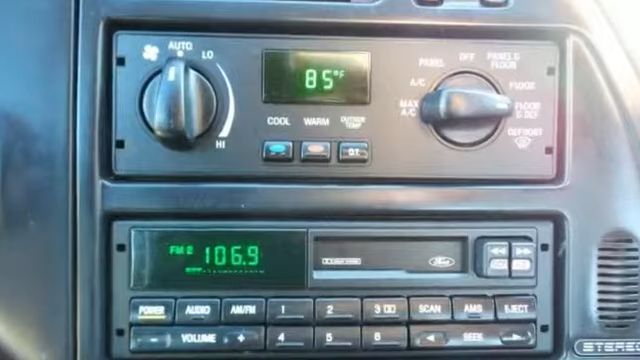 AUTO
LO
HI
85°F
COOL WARM OUTSIDE TEMP
O.T.
OFF
PANEL
PANEL & FLOOR
A/C
FLOOR
MAX A/C
FLOOR & DEF
DEFROST
FM 2 106.9
Ford
POWER AUDIO AM/FM 1 2 3 SCAN AMS EJECT
- VOLUME + 4 5 6 SEEK
STEREO